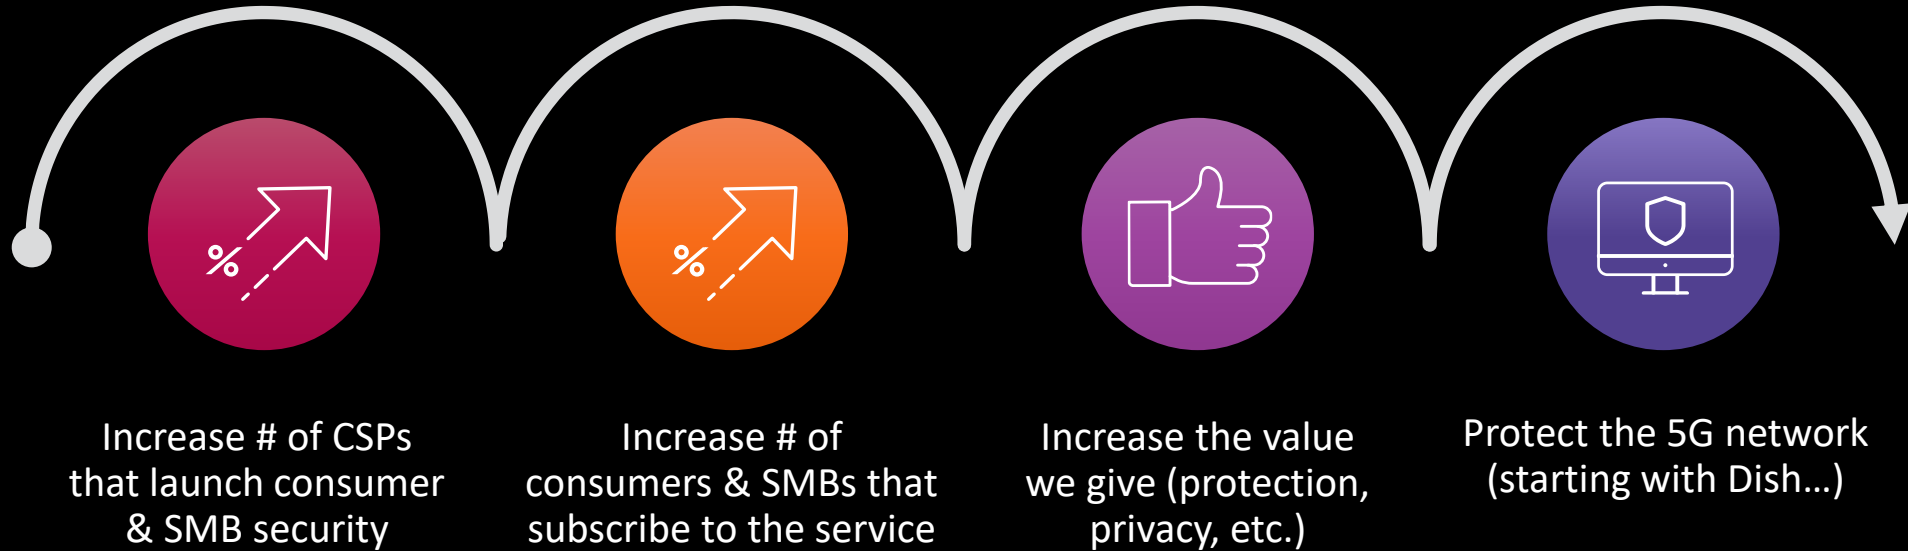 %
%
Increase # of CSPs
that launch consumer
& SMB security
Increase # of
consumers & SMBs that
subscribe to the service
Increase the value
we give (protection,
privacy, etc.)
Protect the 5G network
(starting with Dish...)